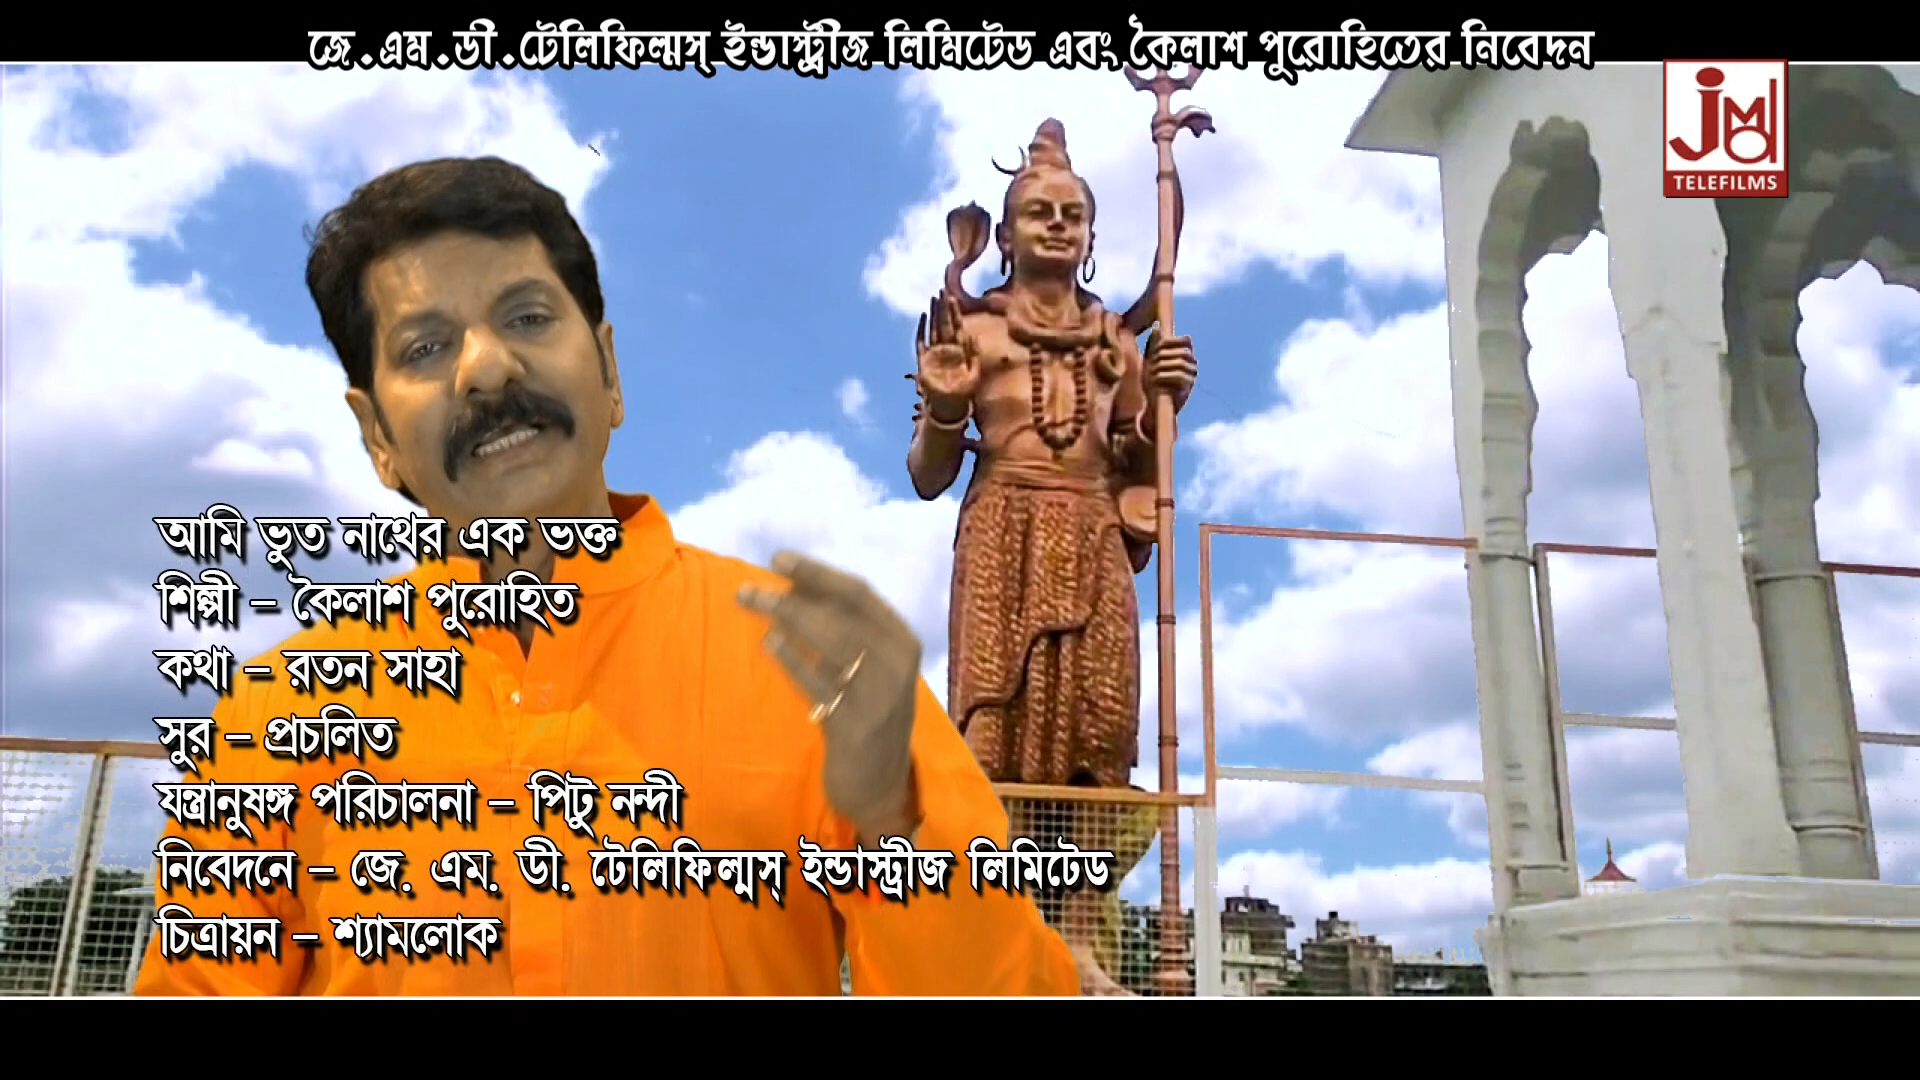 জে.এম.ডী.টেলিফিল্মস্ ইন্ডাস্ট্রীজ লিমিটেড এবং কৈলাশ পুরোহিতের নিবেদন
JMD
TELEFILMS
আমি ভুত নাথের এক ভক্ত
শিল্পী – কৈলাশ পুরোহিত
কথা – রতন সাহা
সুর – প্রচলিত
যন্ত্রানুষঙ্গ পরিচালনা – পিটু নন্দী
নিবেদনে – জে. এম. ডী. টেলিফিল্মস্ ইন্ডাস্ট্রীজ লিমিটেড
চিত্রায়ন – শ্যামলোক